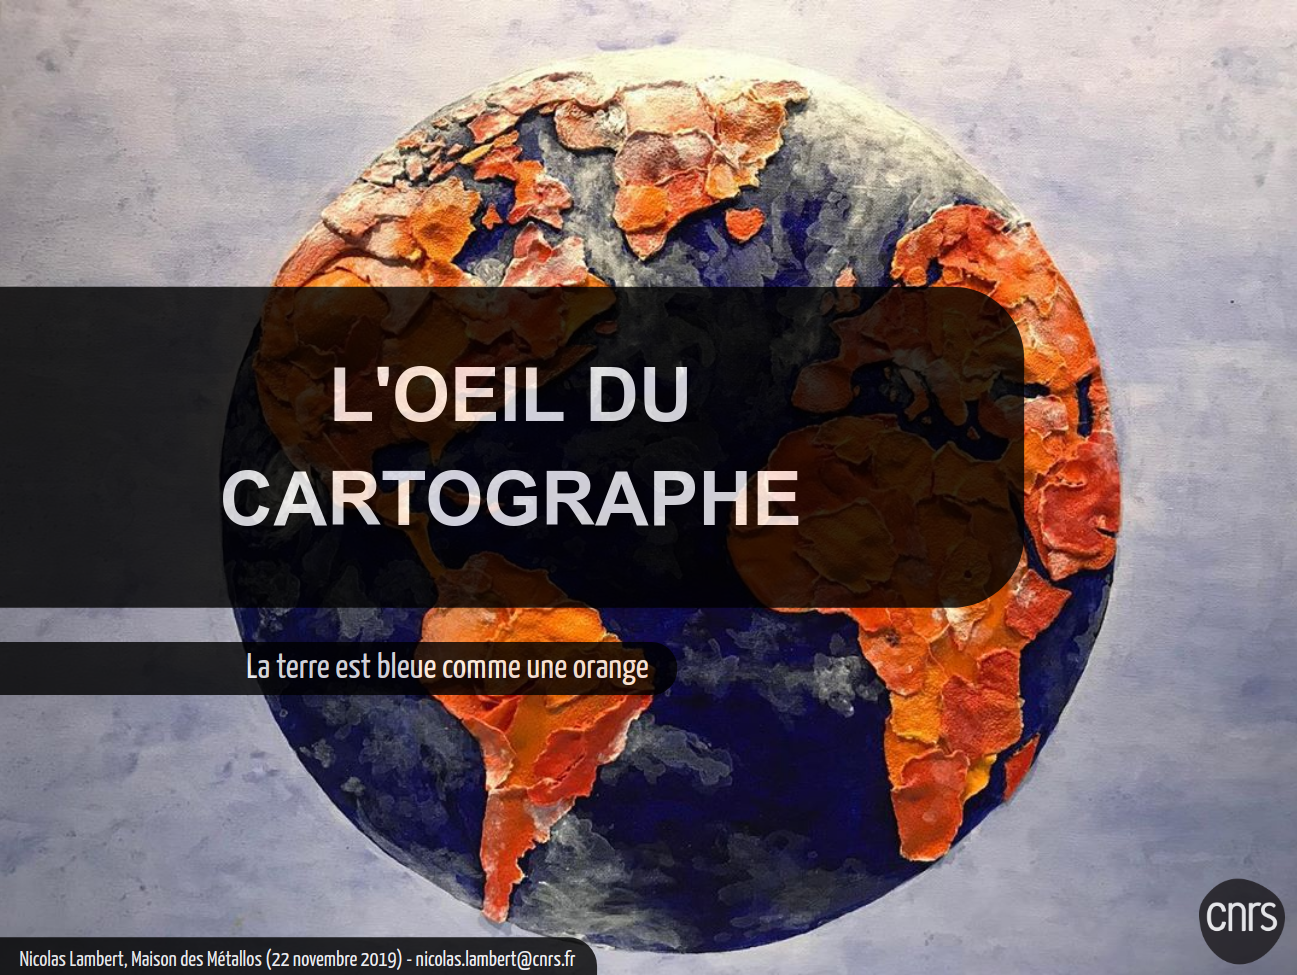 L'OEIL DU
CARTOGRAPHE
La terre est bleue comme une orange
Nicolas Lambert, Maison des Métallos (22 novembre 2019) - nicolas.lambert@cnrs.fr
cnrs